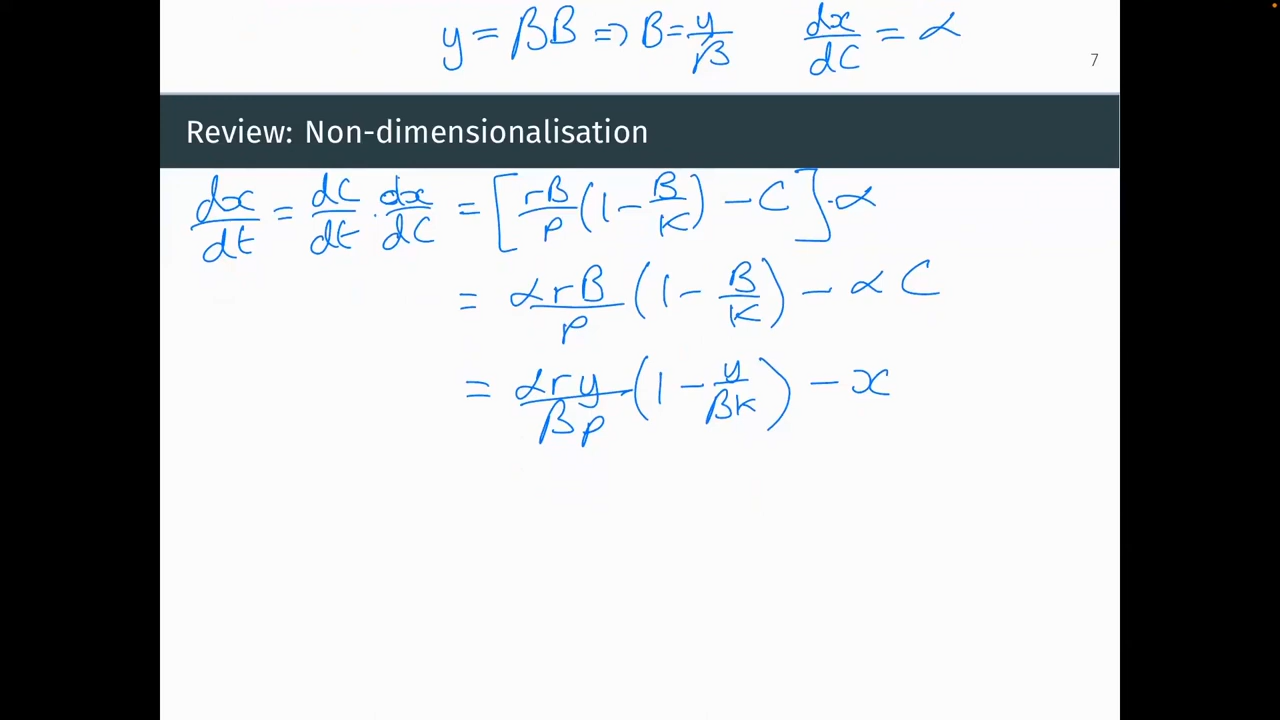 y = βB ⇒ B = y/β    dx/dC = α
7
Review: Non-dimensionalisation
dx/dt = dC/dt · dx/dC = [rB/ρ (1 − B/K) − C] · α
= αrB/ρ (1 − B/K) − αC
= αry/βρ (1 − y/βK) − x